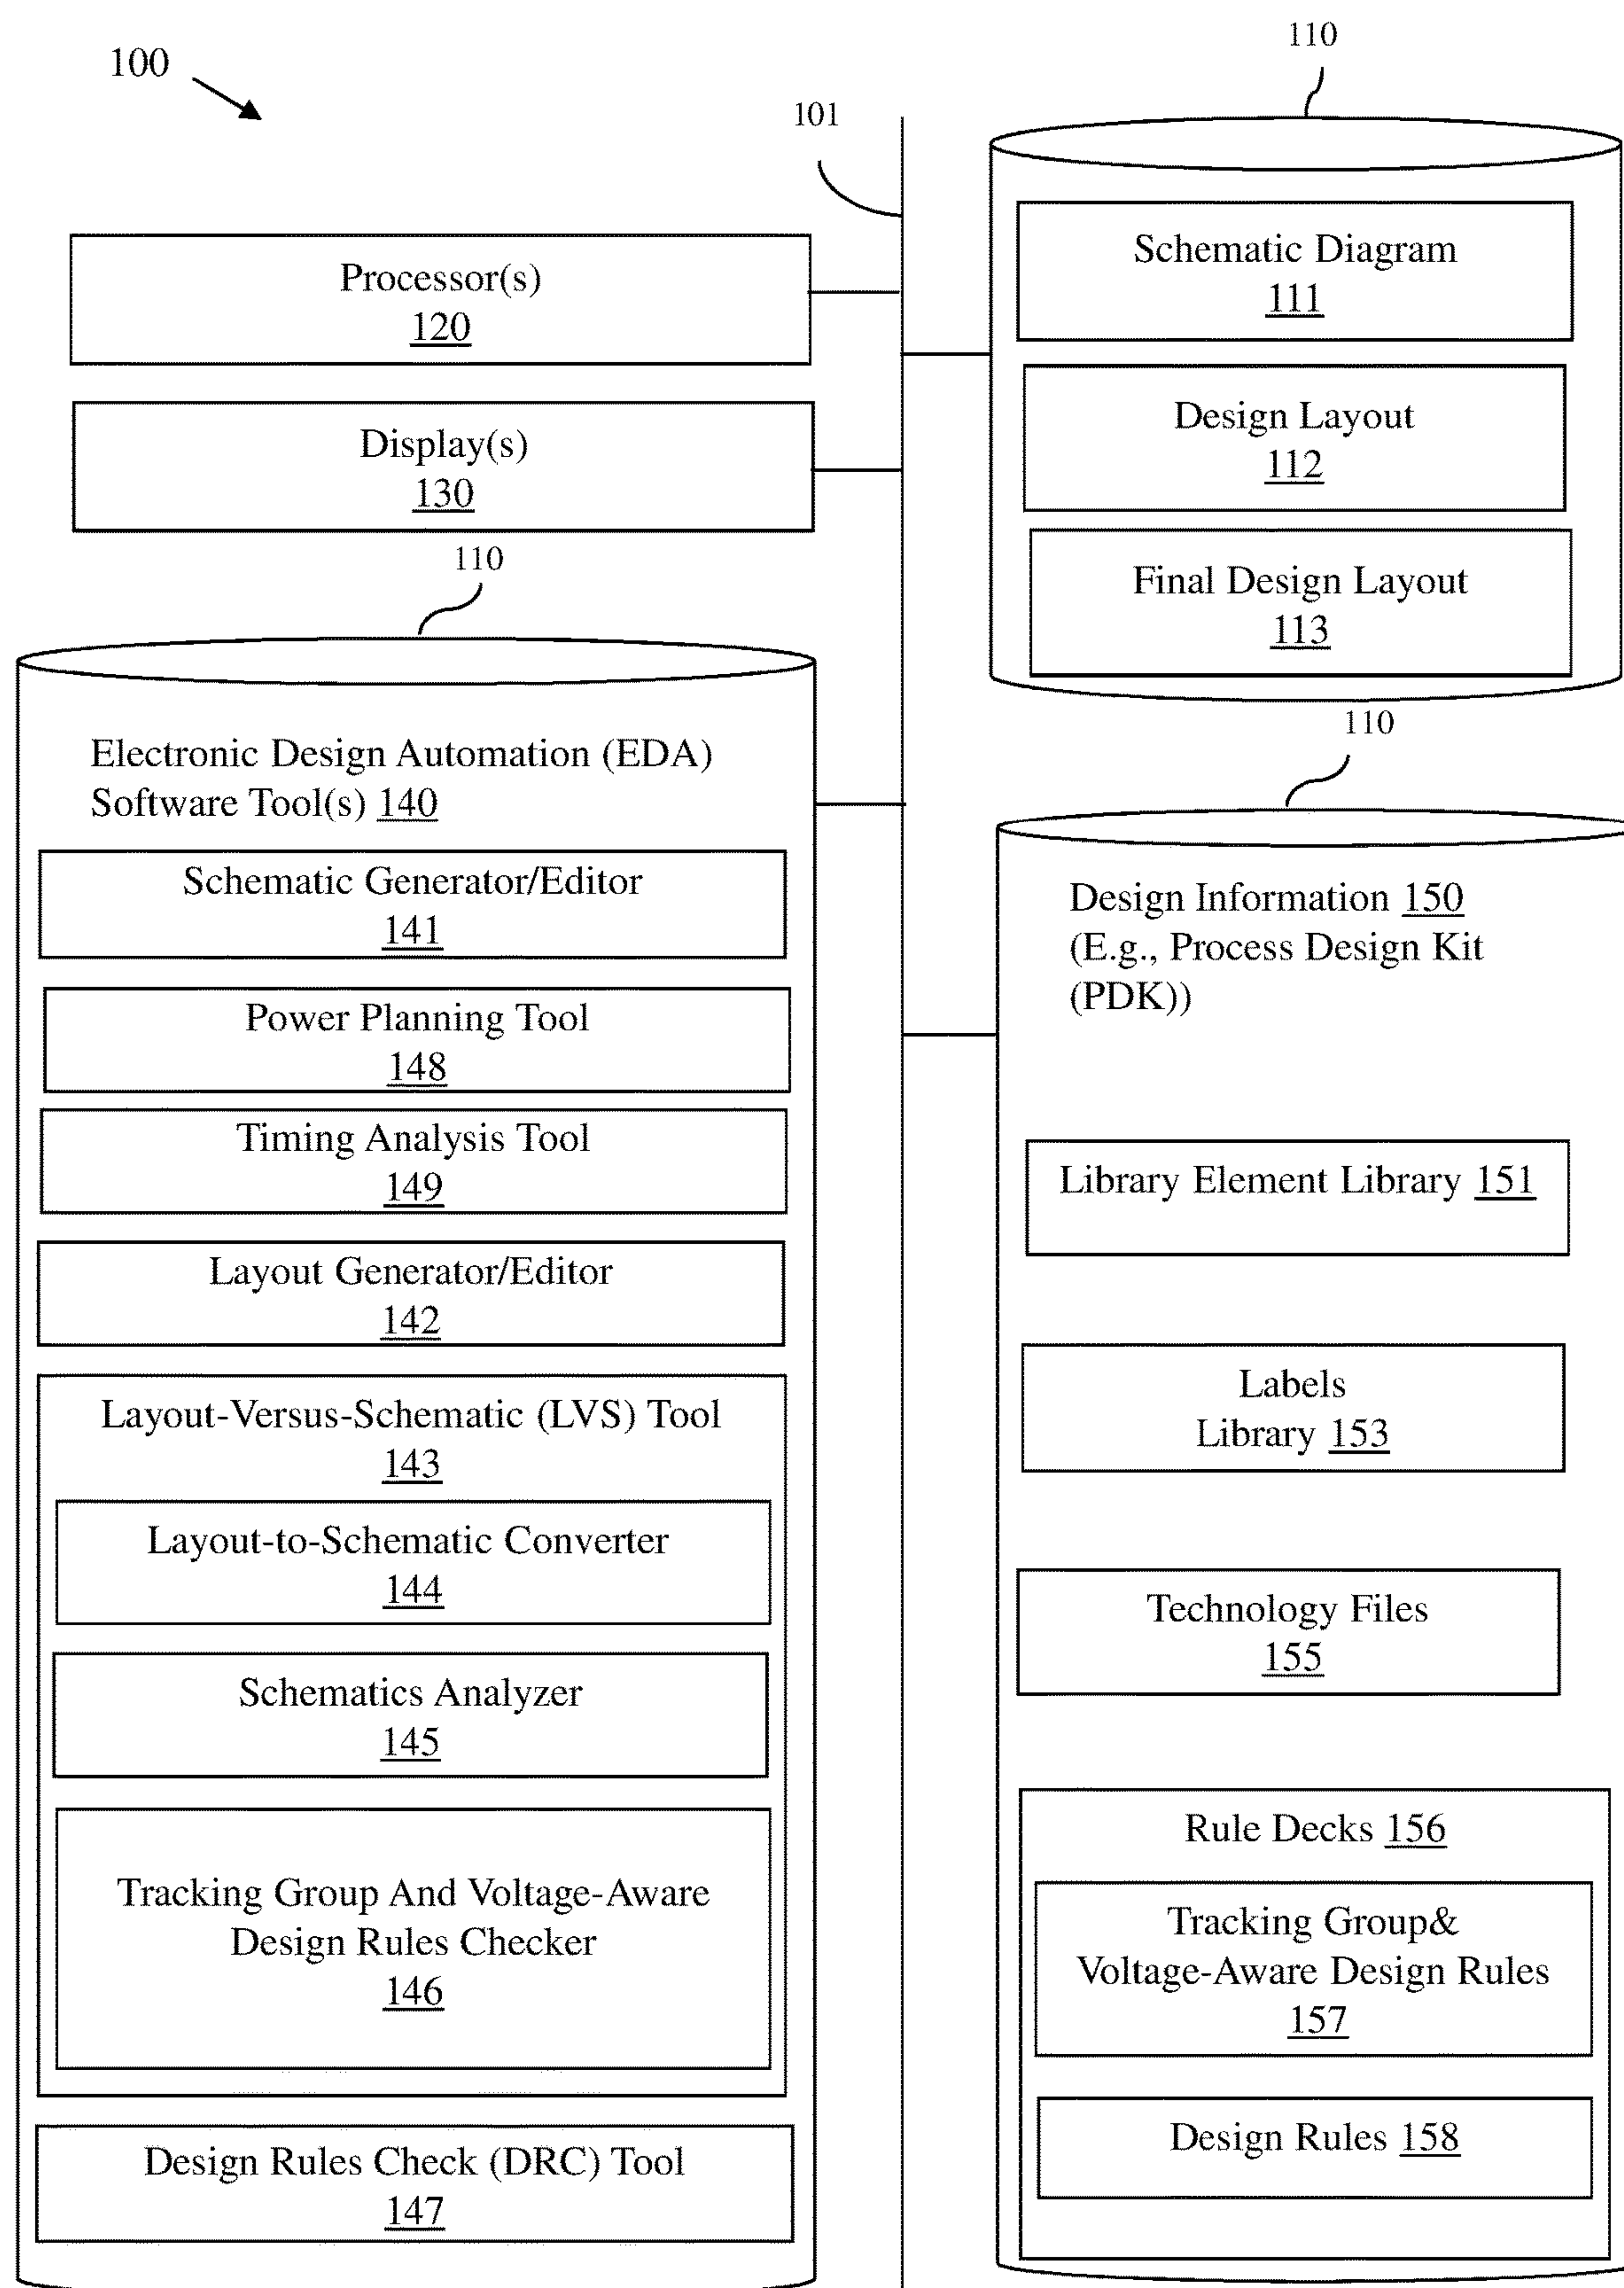 100
101
110
Processor(s)
120
Display(s)
130
Schematic Diagram
111
Design Layout
112
Final Design Layout
113
110
Electronic Design Automation (EDA)
Software Tool(s) 140
Schematic Generator/Editor
141
Power Planning Tool
148
Timing Analysis Tool
149
Layout Generator/Editor
142
Layout-Versus-Schematic (LVS) Tool
143
Layout-to-Schematic Converter
144
Schematics Analyzer
145
Tracking Group And Voltage-Aware
Design Rules Checker
146
Design Rules Check (DRC) Tool
147
110
Design Information 150
(E.g., Process Design Kit
(PDK))
Library Element Library 151
Labels
Library 153
Technology Files
155
Rule Decks 156
Tracking Group&
Voltage-Aware Design Rules
157
Design Rules 158